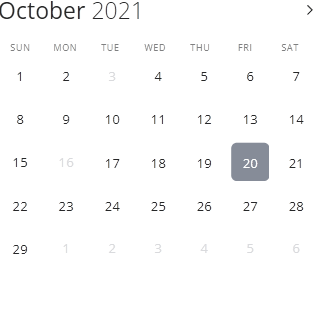 October 2021
SUN MON TUE WED THU FRI SAT
1 2 3 4 5 6 7
8 9 10 11 12 13 14
15 16 17 18 19 20 21
22 23 24 25 26 27 28
29 1 2 3 4 5 6